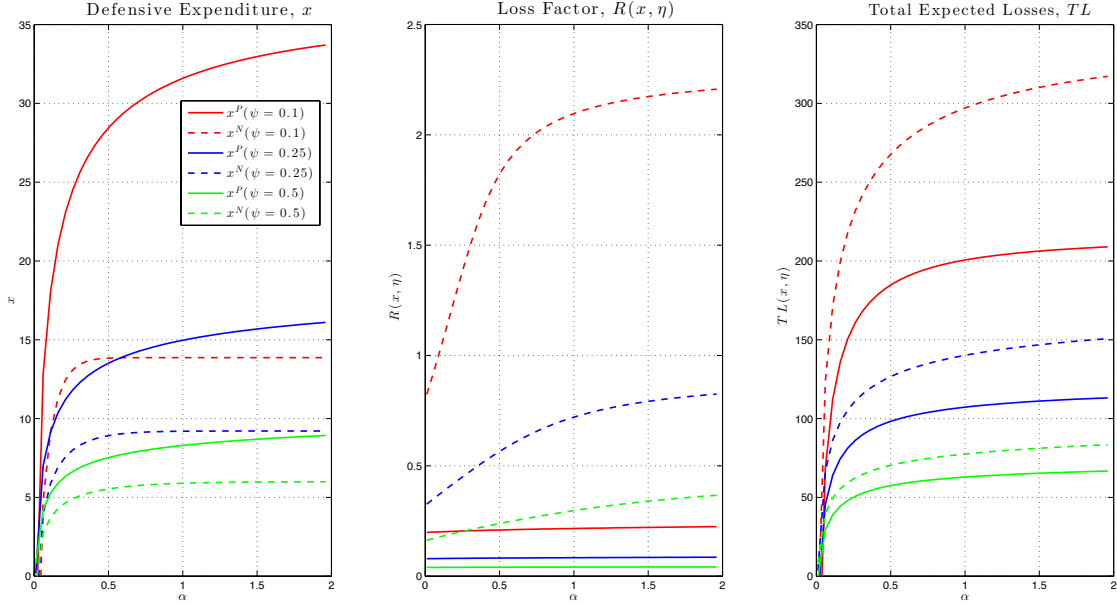 Defensive Expenditure, x
35
30
25
20
15
10
5
0
x
0
0.5
1
1.5
2
α
x^P(ψ = 0.1)
x^N(ψ = 0.1)
x^P(ψ = 0.25)
x^N(ψ = 0.25)
x^P(ψ = 0.5)
x^N(ψ = 0.5)
Loss Factor, R(x, η)
2.5
2
1.5
1
0.5
0
R(x, η)
0
0.5
1
1.5
2
α
Total Expected Losses, TL
350
300
250
200
150
100
50
0
TL(x, η)
0
0.5
1
1.5
2
α